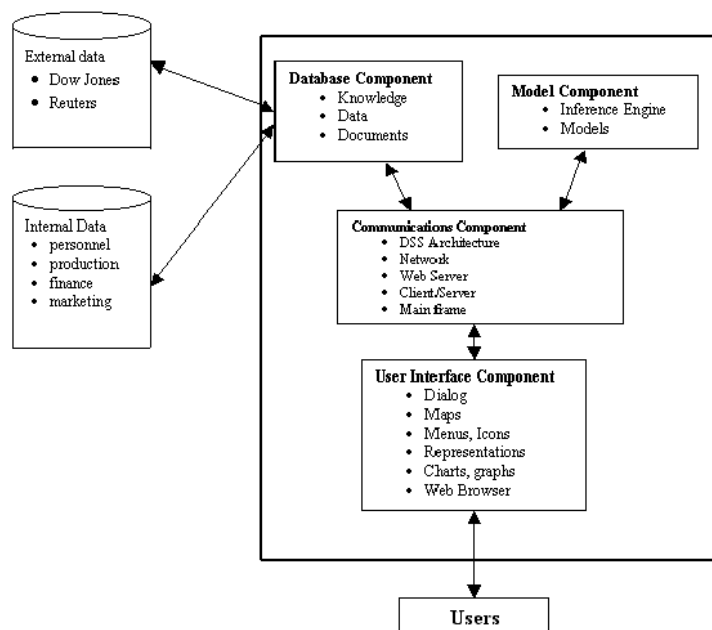 External data
• Dow Jones
• Reuters
Internal Data
• personnel
• production
• finance
• marketing
Database Component
• Knowledge
• Data
• Documents
Model Component
• Inference Engine
• Models
Communications Component
• DSS Architecture
• Network
• Web Server
• Client/Server
• Main frame
User Interface Component
• Dialog
• Maps
• Menus, Icons
• Representations
• Charts, graphs
• Web Browser
Users